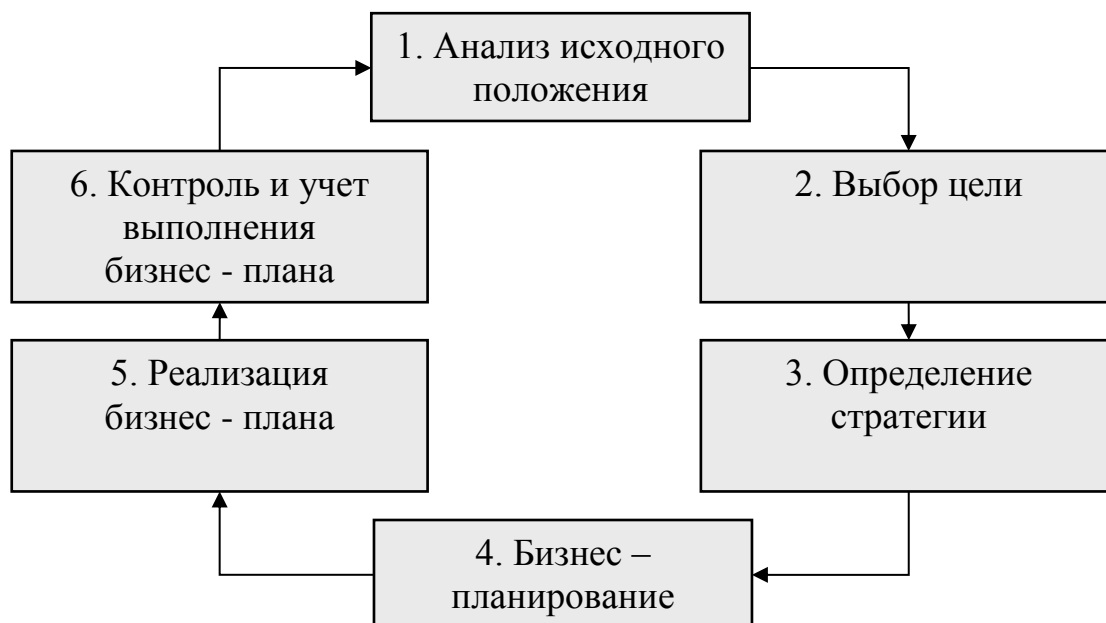 1. Анализ исходного
положения
2. Выбор цели
3. Определение
стратегии
4. Бизнес –
планирование
5. Реализация
бизнес - плана
6. Контроль и учет
выполнения
бизнес - плана